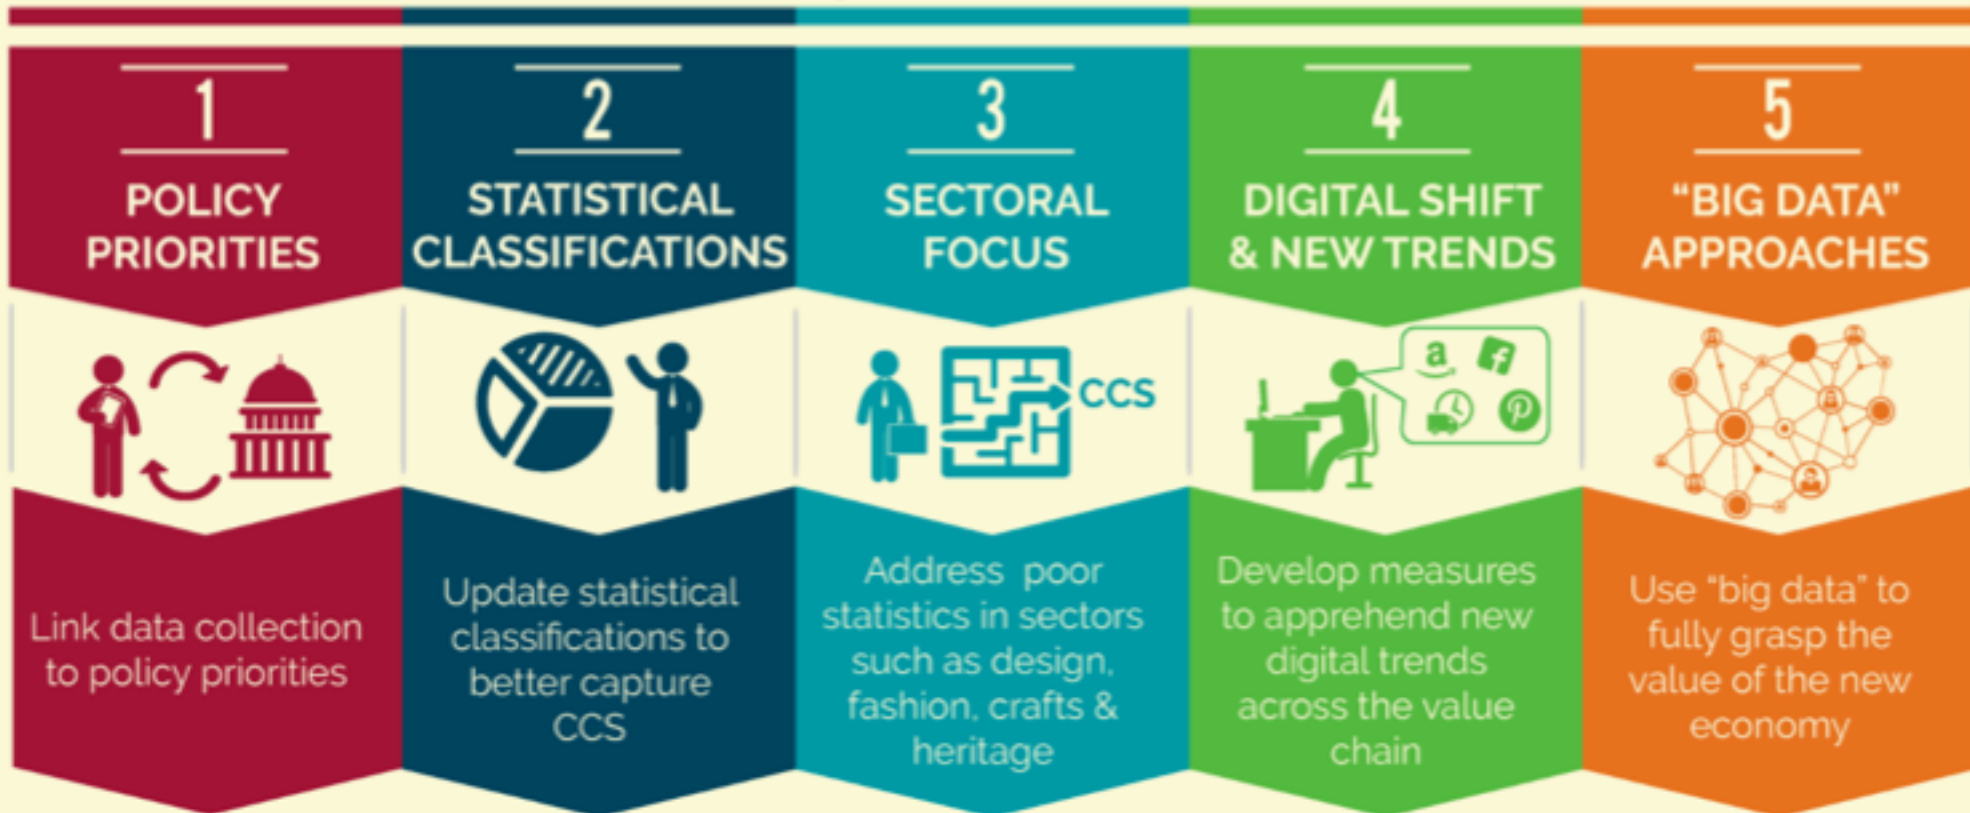 1
POLICY
PRIORITIES
Link data collection
to policy priorities
2
STATISTICAL
CLASSIFICATIONS
Update statistical
classifications to
better capture
CCS
3
SECTORAL
FOCUS
CCS
Address poor
statistics in sectors
such as design,
fashion, crafts &
heritage
4
DIGITAL SHIFT
& NEW TRENDS
a
f
P
Develop measures
to apprehend new
digital trends
across the value
chain
5
“BIG DATA”
APPROACHES
Use “big data” to
fully grasp the
value of the new
economy